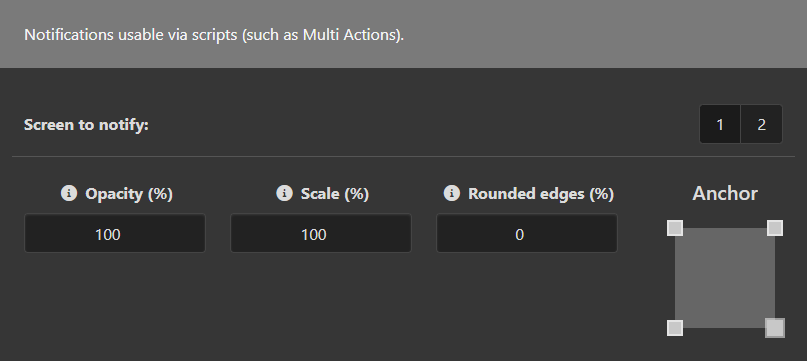 Notifications usable via scripts (such as Multi Actions).
Screen to notify: 1 2
Opacity (%) Scale (%) Rounded edges (%) Anchor
100 100 0